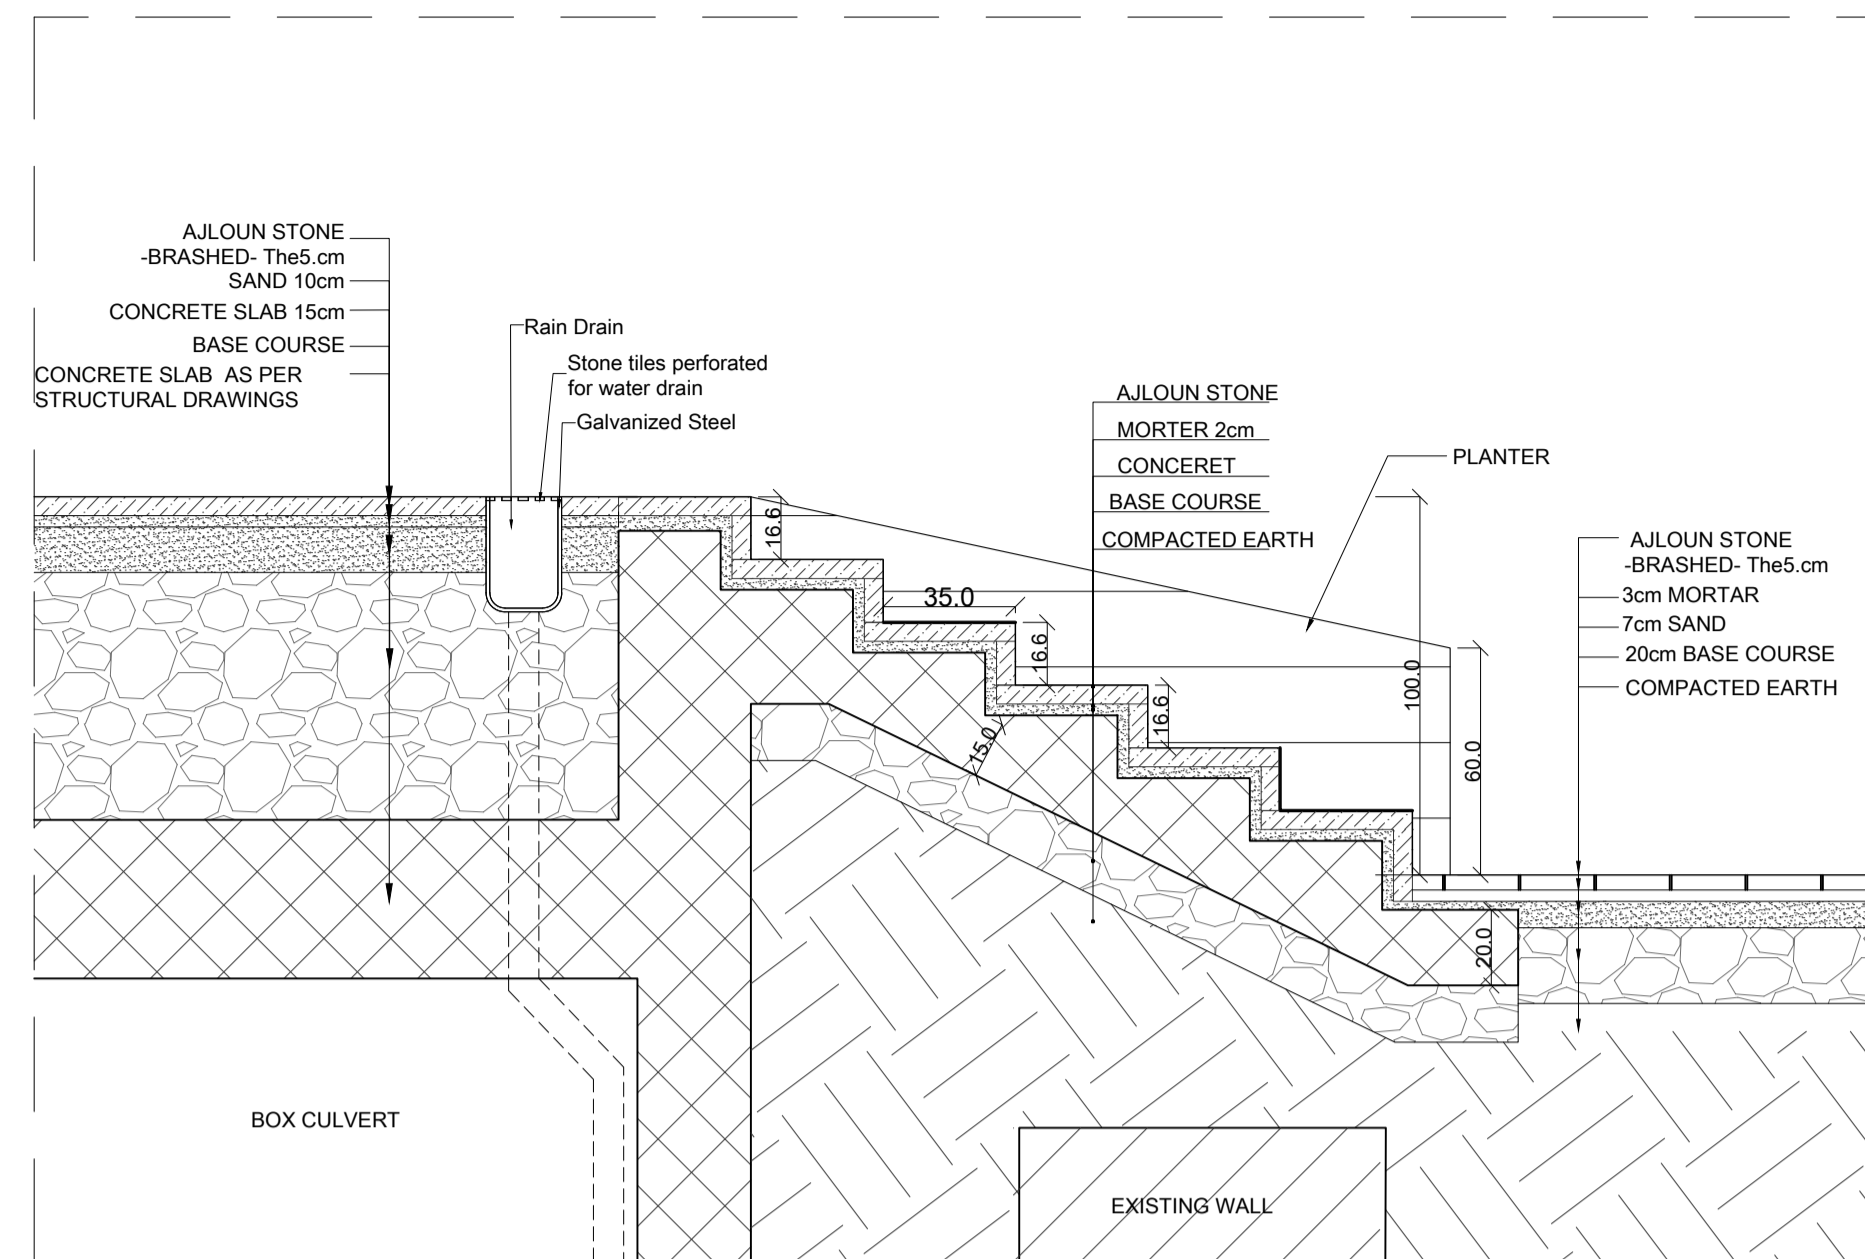 AJLOUN STONE
-BRASHED- The5.cm
SAND 10cm
CONCRETE SLAB 15cm
BASE COURSE
CONCRETE SLAB AS PER
STRUCTURAL DRAWINGS
Rain Drain
Stone tiles perforated
for water drain
Galvanized Steel
AJLOUN STONE
MORTER 2cm
CONCERET
BASE COURSE
COMPACTED EARTH
PLANTER
AJLOUN STONE
-BRASHED- The5.cm
3cm MORTAR
7cm SAND
20cm BASE COURSE
COMPACTED EARTH
16.6
35.0
16.6
16.6
15.0
100.0
60.0
20.0
BOX CULVERT
EXISTING WALL